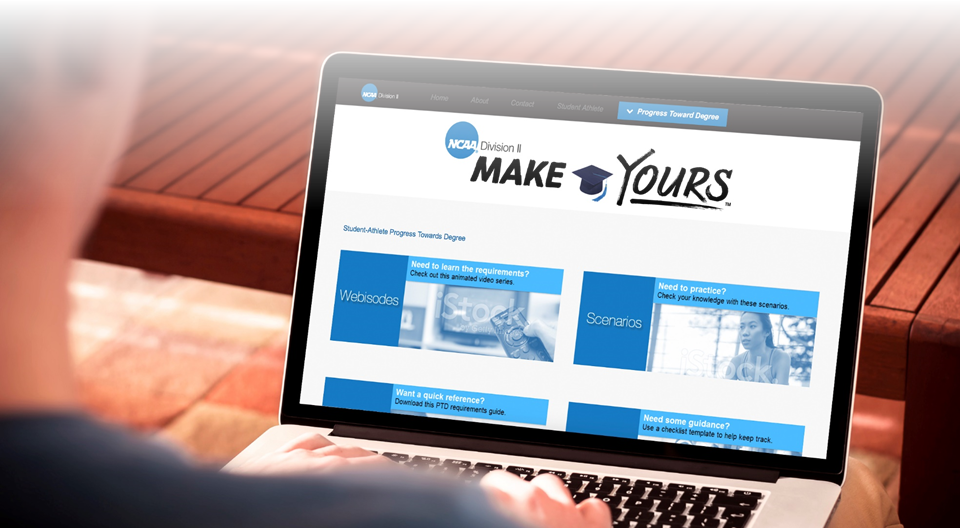 NCAA Division II
Home
About
Contact
Student Athlete
Progress Toward Degree
NCAA Division II
MAKE YOURS™
Student-Athlete Progress Towards Degree
Webisodes
Need to learn the requirements?
Check out this animated video series.
iStock
Scenarios
Need to practice?
Check your knowledge with these scenarios.
iStock
Want a quick reference?
Download this PTD requirements guide.
Need some guidance?
Use a checklist template to help keep track.